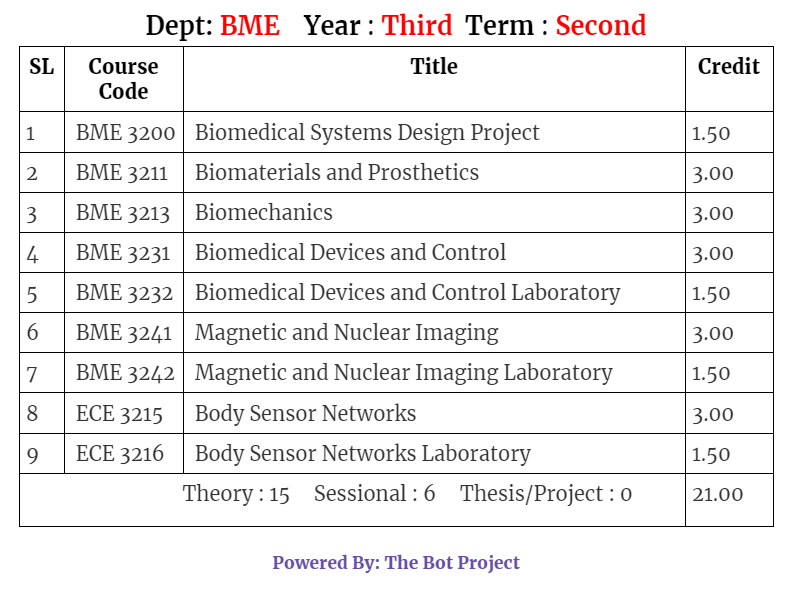 Dept: BME Year : Third Term : Second
SL Course Code Title Credit
1 BME 3200 Biomedical Systems Design Project 1.50
2 BME 3211 Biomaterials and Prosthetics 3.00
3 BME 3213 Biomechanics 3.00
4 BME 3231 Biomedical Devices and Control 3.00
5 BME 3232 Biomedical Devices and Control Laboratory 1.50
6 BME 3241 Magnetic and Nuclear Imaging 3.00
7 BME 3242 Magnetic and Nuclear Imaging Laboratory 1.50
8 ECE 3215 Body Sensor Networks 3.00
9 ECE 3216 Body Sensor Networks Laboratory 1.50
Theory : 15 Sessional : 6 Thesis/Project : 0 21.00
Powered By: The Bot Project